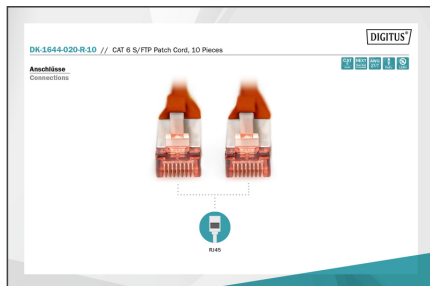 DIGITUS®
DK-1644-020-R-10 // CAT 6 S/FTP Patch Cord, 10 Pieces
Anschlüsse
Connections
RJ45